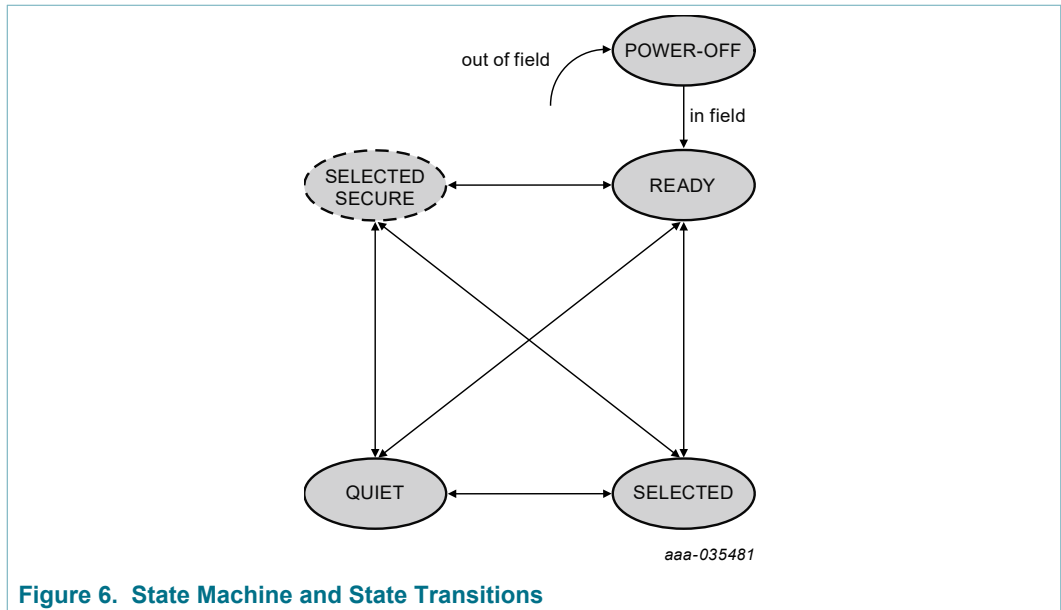 POWER-OFF
out of field
in field
SELECTED
SECURE
READY
QUIET
SELECTED
aaa-035481
Figure 6. State Machine and State Transitions